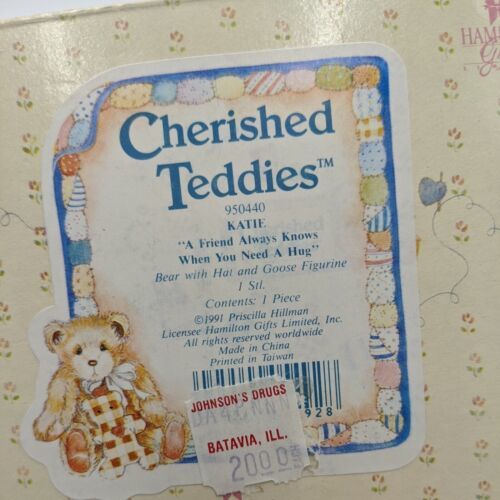 HAM
Cherished
Teddies™
950440
KATIE
"A Friend Always Knows
When You Need A Hug"
Bear with Hat and Goose Figurine
1 Stl.
Contents: 1 Piece
©1991 Priscilla Hillman
Licensee Hamilton Gifts Limited, Inc.
All rights reserved worldwide
Made in China
Printed in Taiwan
928
JOHNSON'S DRUGS
BATAVIA, ILL.
2000